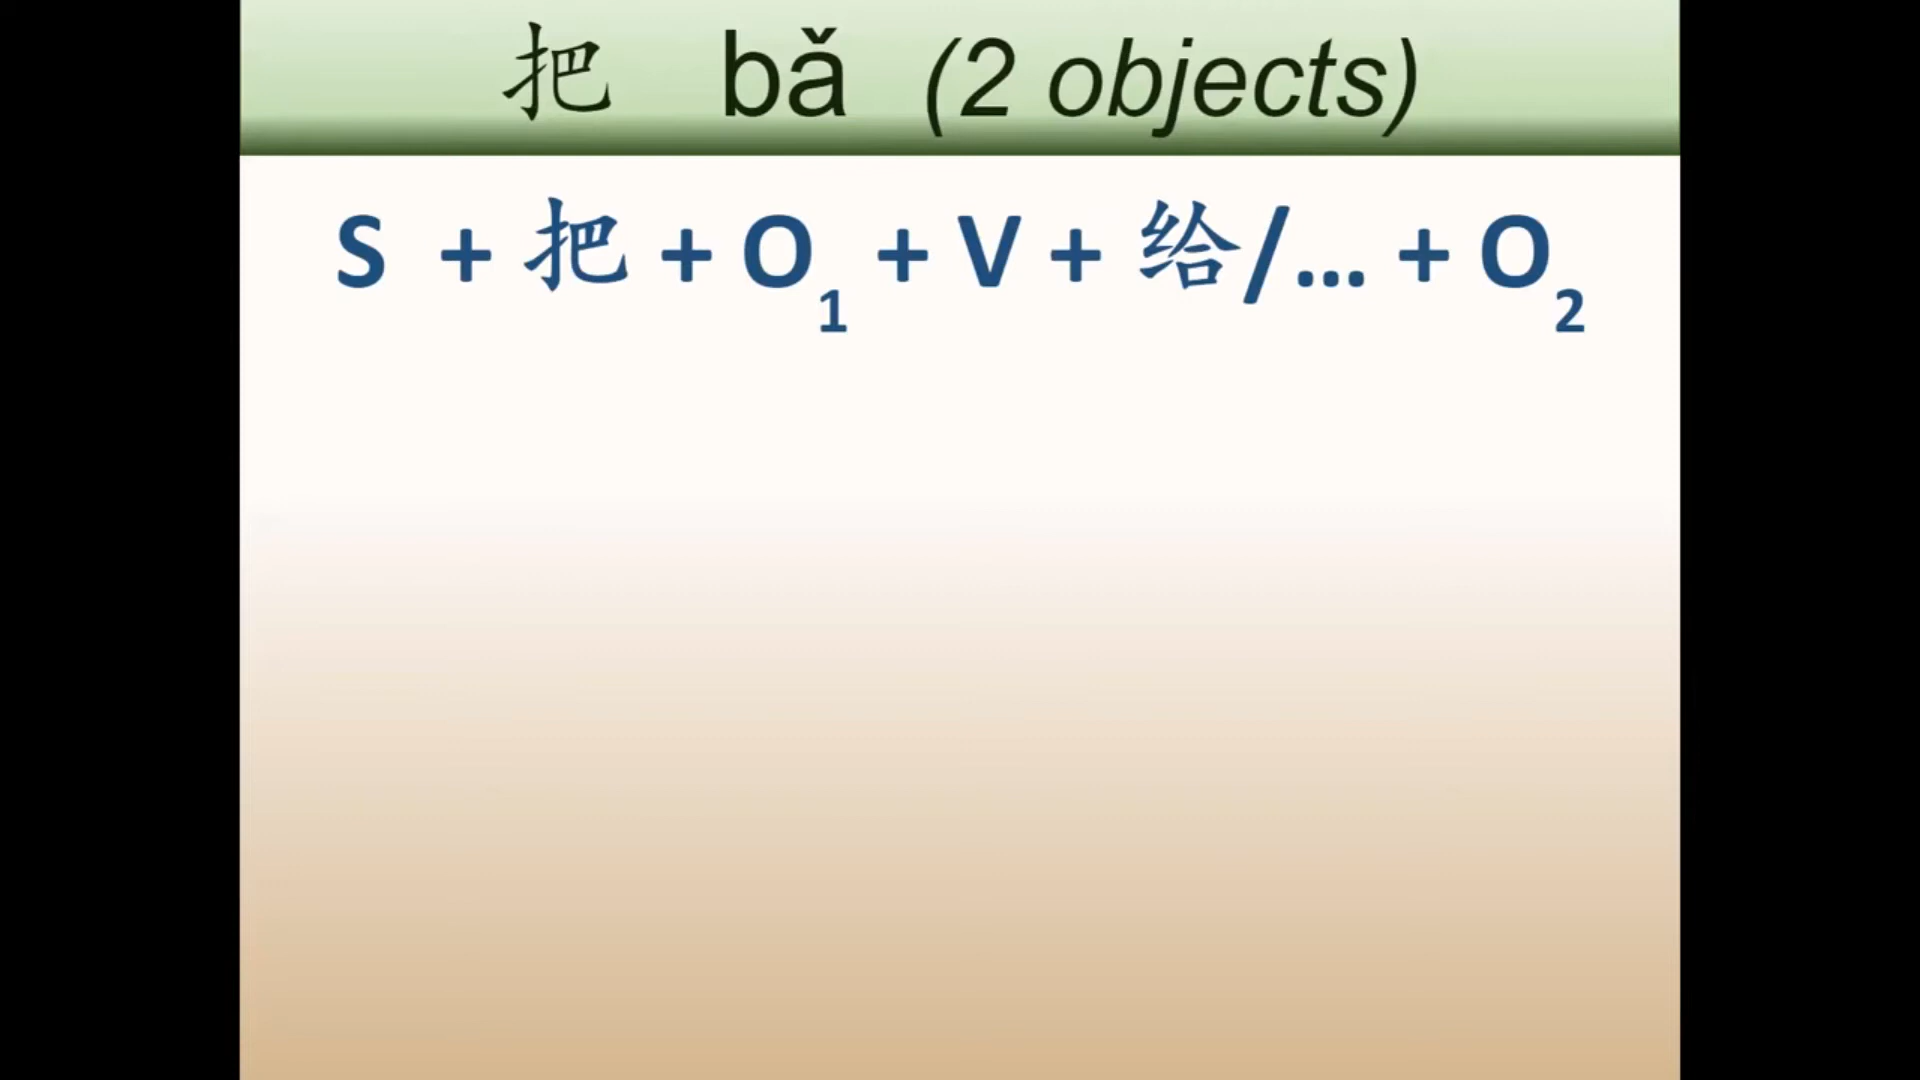 把 bǎ (2 objects)
S + 把 + O₁ + V + 给/... + O₂